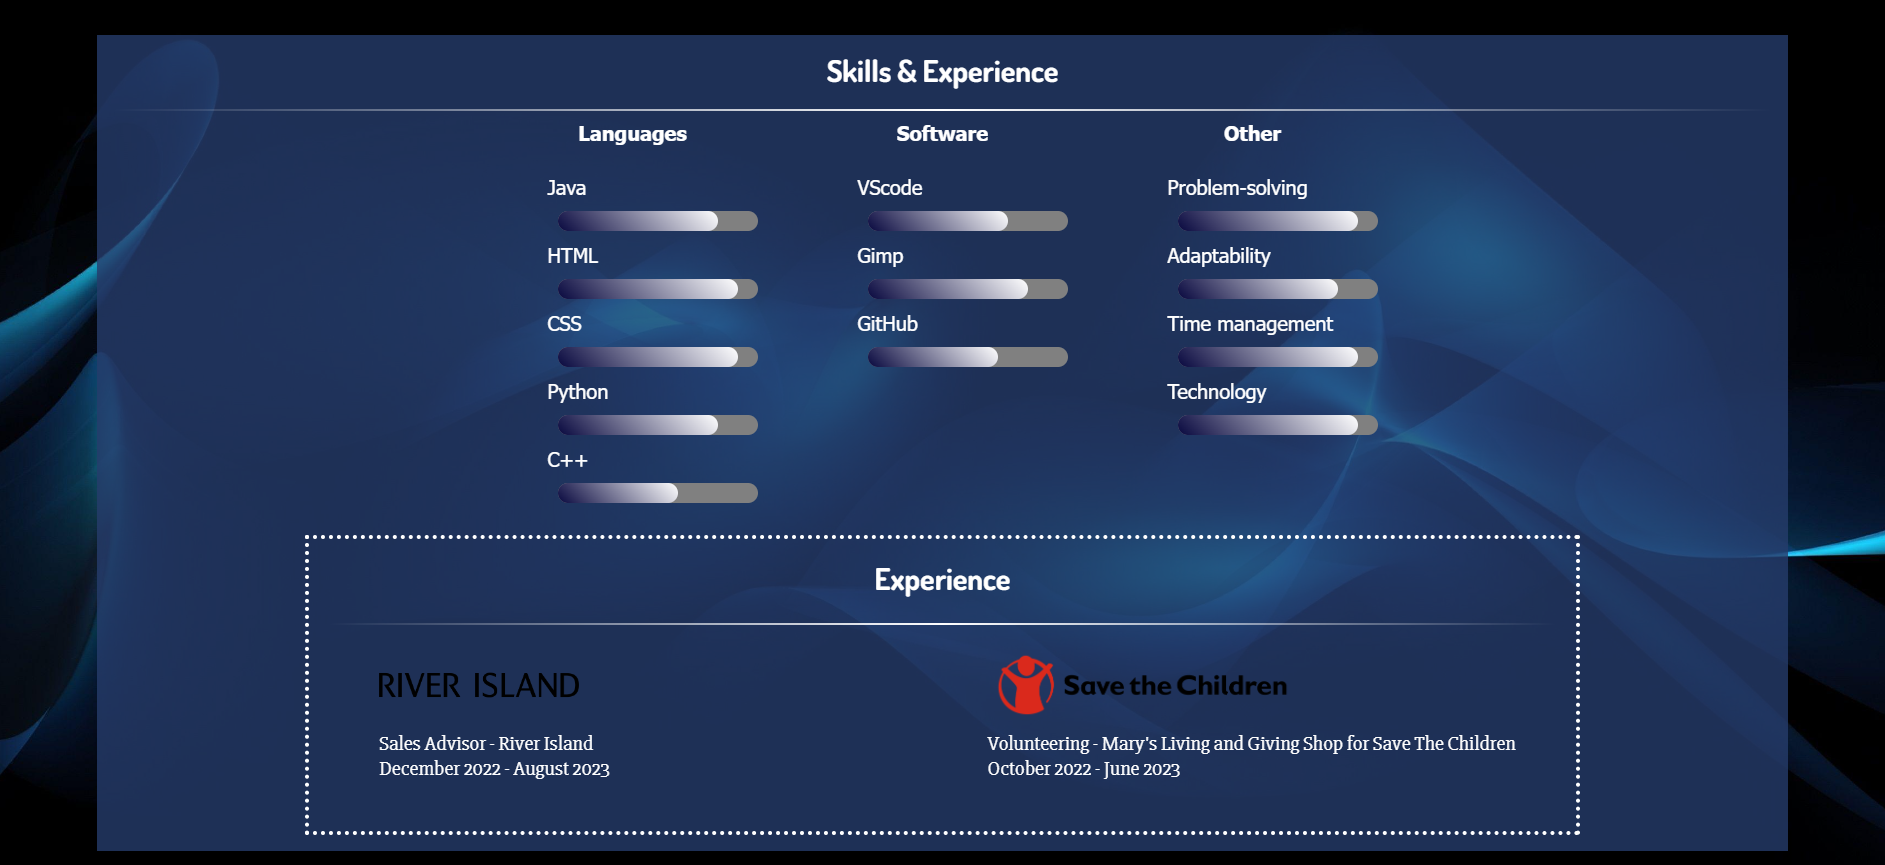 Skills & Experience
Languages
Java
HTML
CSS
Python
C++
Software
VScode
Gimp
GitHub
Other
Problem-solving
Adaptability
Time management
Technology
Experience
RIVER ISLAND
Sales Advisor - River Island
December 2022 - August 2023
Save the Children
Volunteering - Mary's Living and Giving Shop for Save The Children
October 2022 - June 2023